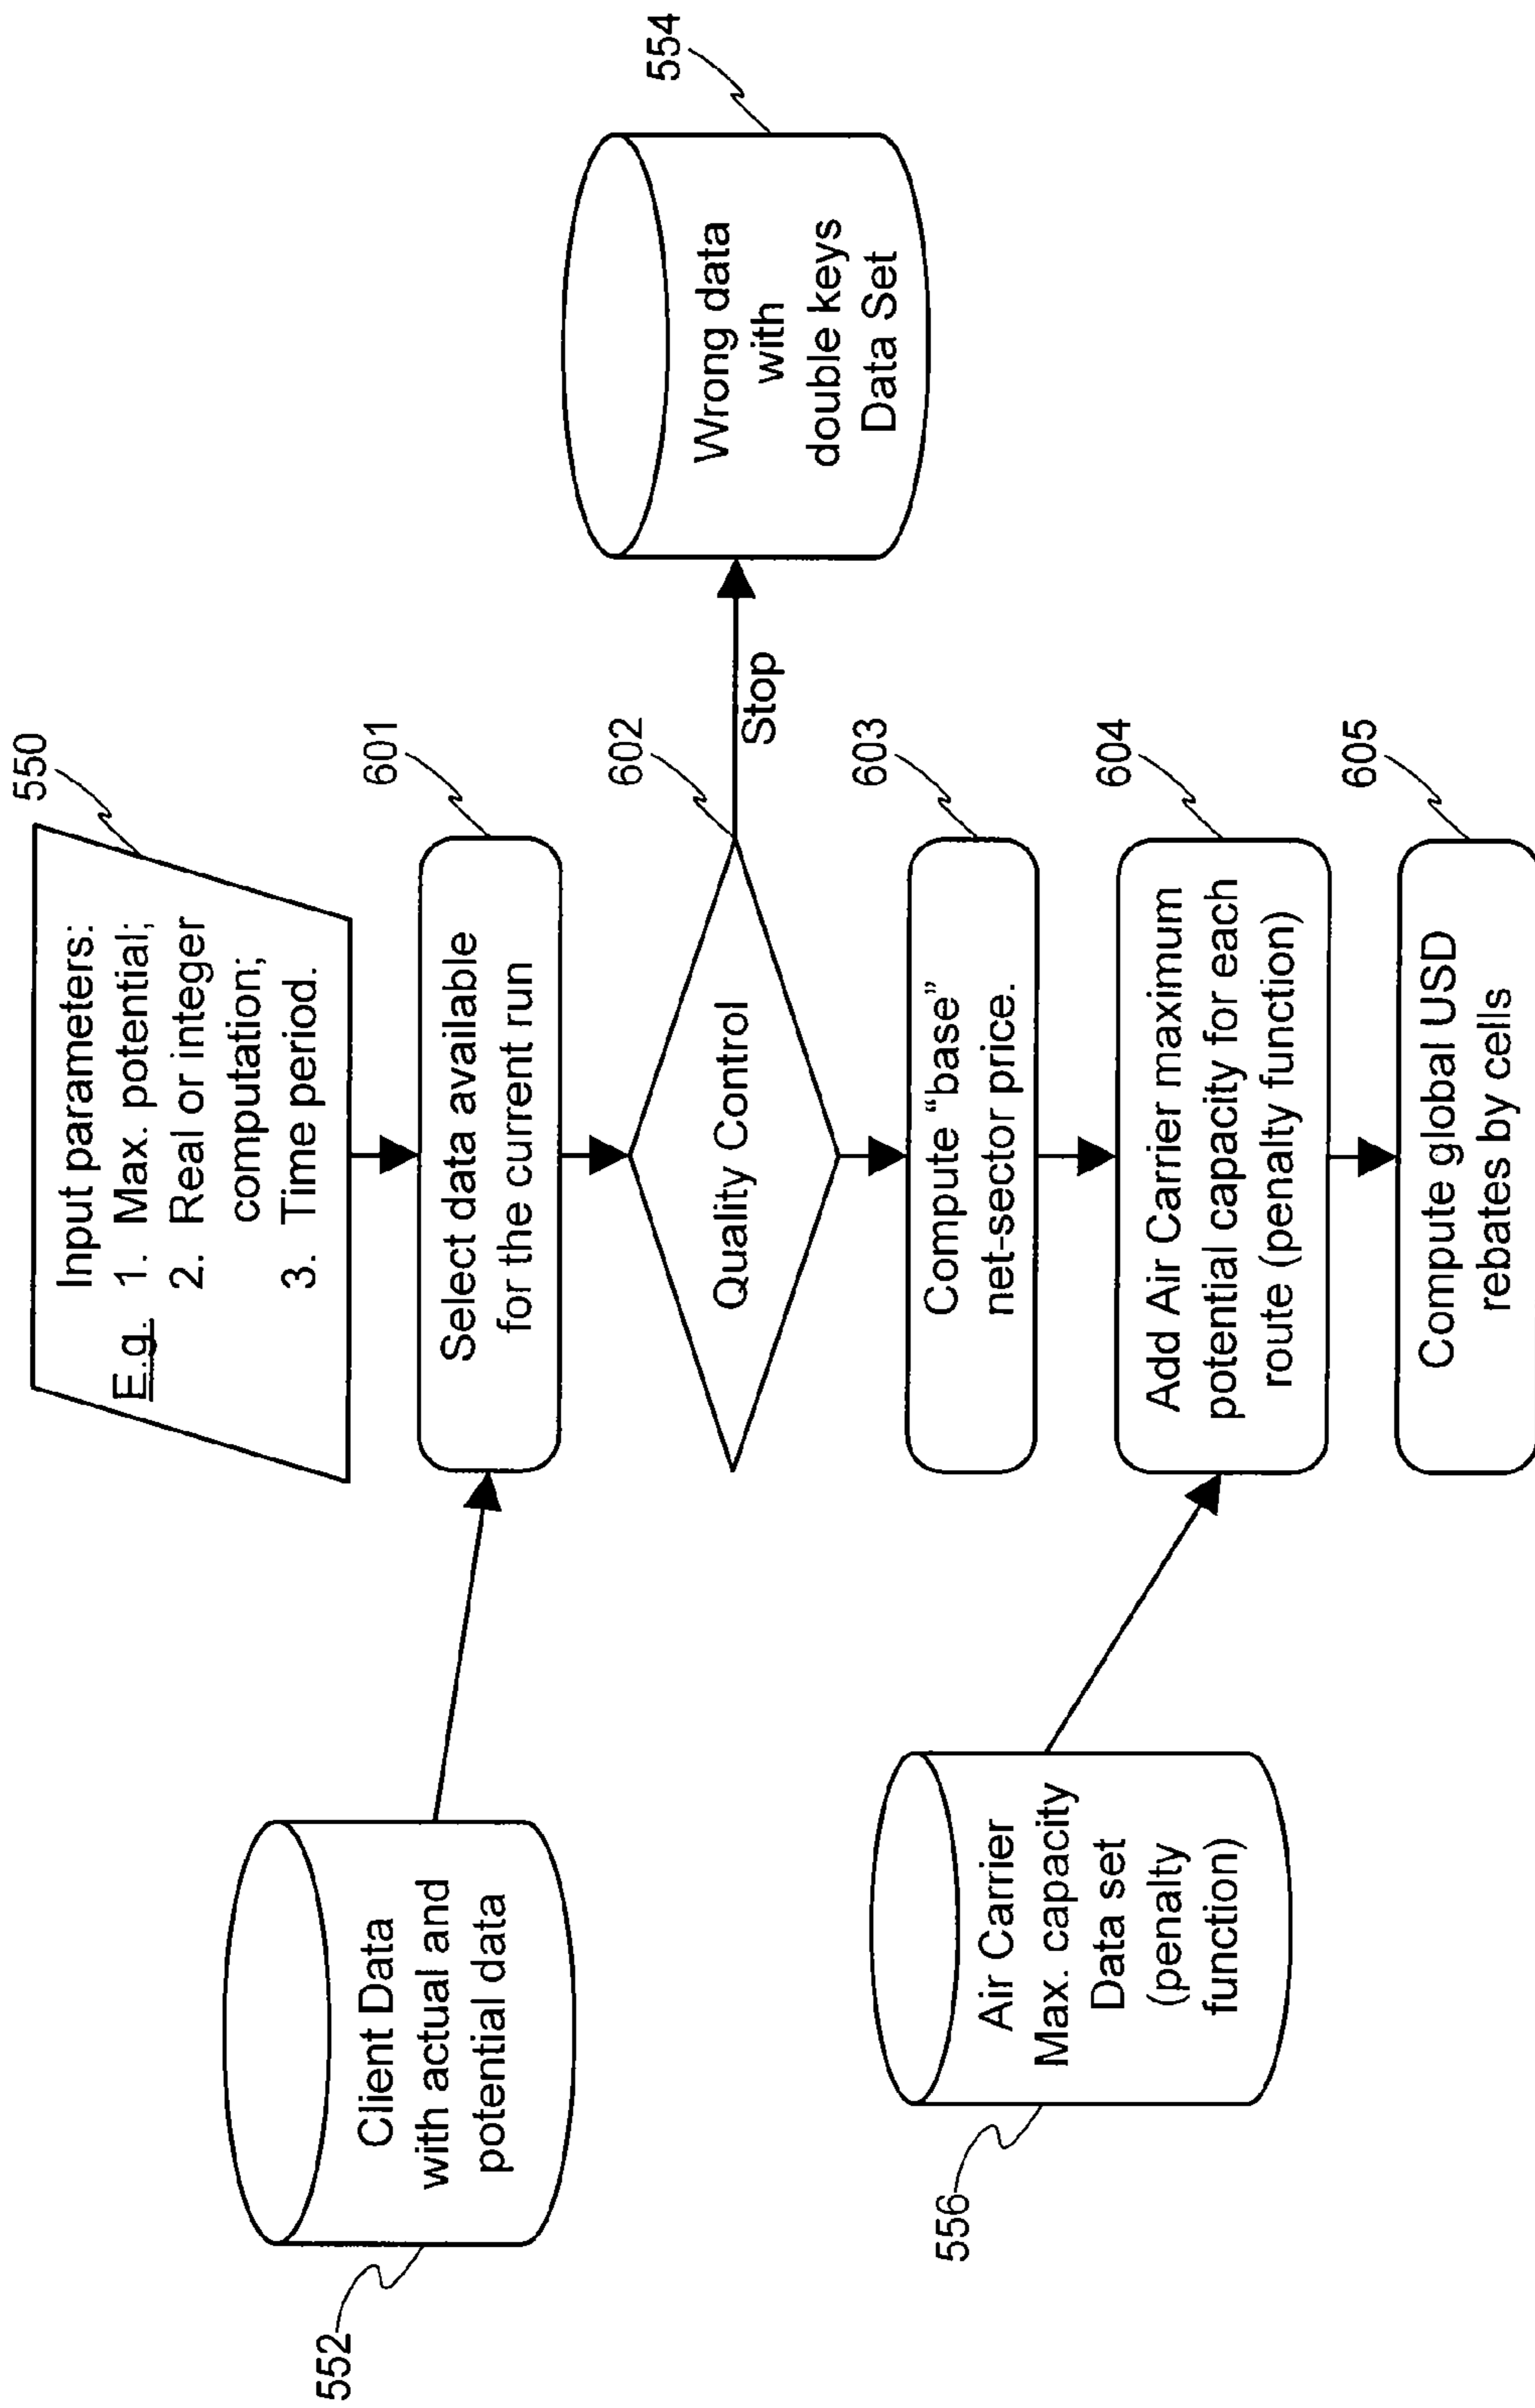 550
Input parameters:
E.g. 1. Max. potential;
2. Real or integer
computation;
3. Time period.
552
Client Data
with actual and
potential data
601
Select data available
for the current run
602
Quality Control
Stop
554
Wrong data
with
double keys
Data Set
603
Compute “base”
net-sector price.
556
Air Carrier
Max. capacity
Data set
(penalty
function)
604
Add Air Carrier maximum
potential capacity for each
route (penalty function)
605
Compute global USD
rebates by cells